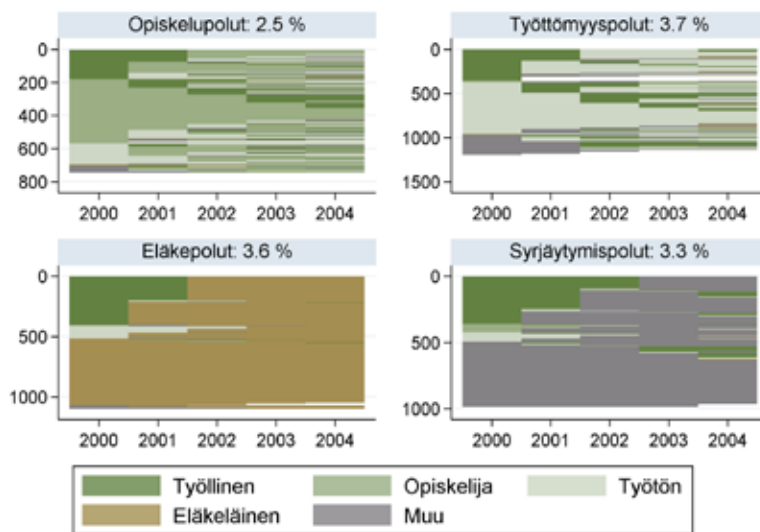 Opiskelupolut: 2.5 %
0
200
400
600
800
2000 2001 2002 2003 2004
Työttömyyspolut: 3.7 %
0
500
1000
1500
2000 2001 2002 2003 2004
Eläkepolut: 3.6 %
0
500
1000
2000 2001 2002 2003 2004
Syrjäytymispolut: 3.3 %
0
500
1000
2000 2001 2002 2003 2004
Työllinen Opiskelija Työtön
Eläkeläinen Muu